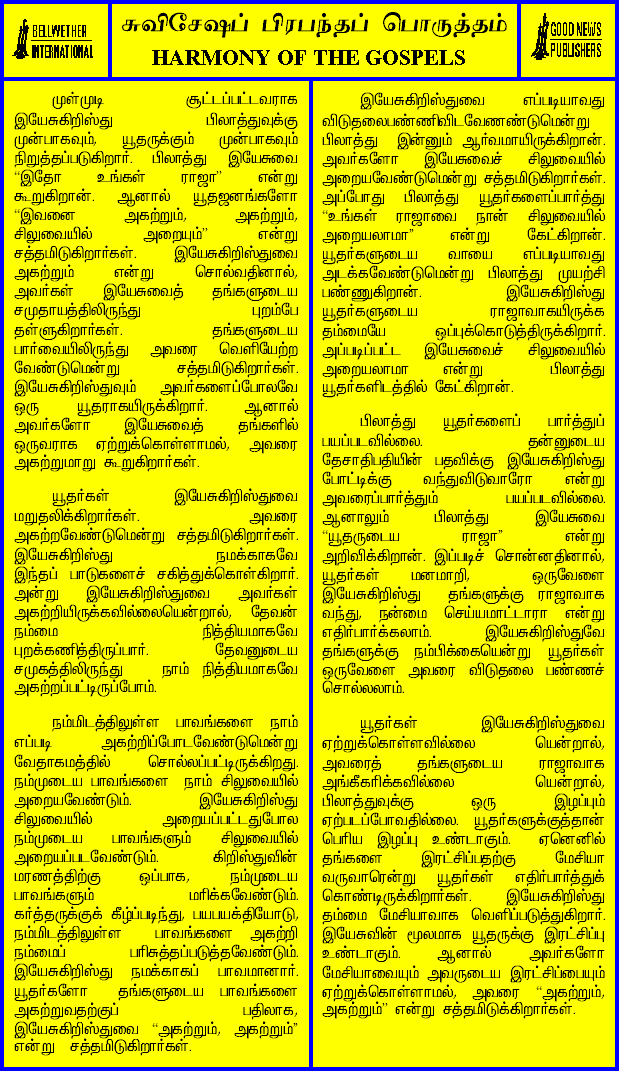 BELLWETHER
INTERNATIONAL
சுவிசேஷப் பிரபந்தப் பொருத்தம்
HARMONY OF THE GOSPELS
GOOD NEWS
PUBLISHERS
முள்முடி சூட்டப்பட்டவராக
இயேசுகிறிஸ்து பிலாத்துவுக்கு
முன்பாகவும், யூதருக்கும் முன்பாகவும்
நிறுத்தப்படுகிறார். பிலாத்து இயேசுவை
“இதோ உங்கள் ராஜா” என்று
கூறுகிறான். ஆனால் யூதஜனங்களோ
“இவனை அகற்றும், அகற்றும்,
சிலுவையில் அறையும்” என்று
சத்தமிடுகிறார்கள். இயேசுகிறிஸ்துவை
அகற்றும் என்று சொல்வதினால்,
அவர்கள் இயேசுவைத் தங்களுடைய
சமுதாயத்திலிருந்து புறம்பே
தள்ளுகிறார்கள். தங்களுடைய
பார்வையிலிருந்து அவரை வெளியேற்ற
வேண்டுமென்று சத்தமிடுகிறார்கள்.
இயேசுகிறிஸ்துவும் அவர்களைப்போலவே
ஒரு யூதராகயிருக்கிறார். ஆனால்
அவர்களோ இயேசுவைத் தங்களில்
ஒருவராக ஏற்றுக்கொள்ளாமல், அவரை
அகற்றுமாறு கூறுகிறார்கள்.
யூதர்கள் இயேசுகிறிஸ்துவை
மறுதலிக்கிறார்கள். அவரை
அகற்றவேண்டுமென்று சத்தமிடுகிறார்கள்.
இயேசுகிறிஸ்து நமக்காகவே
இந்தப் பாடுகளைச் சகித்துக்கொள்கிறார்.
அன்று இயேசுகிறிஸ்துவை அவர்கள்
அகற்றியிருக்கவில்லையென்றால், தேவன்
நம்மை நித்தியமாகவே
புறக்கணித்திருப்பார். தேவனுடைய
சமுகத்திலிருந்து நாம் நித்தியமாகவே
அகற்றப்பட்டிருப்போம்.
நம்மிடத்திலுள்ள பாவங்களை நாம்
எப்படி அகற்றிப்போடவேண்டுமென்று
வேதாகமத்தில் சொல்லப்பட்டிருக்கிறது.
நம்முடைய பாவங்களை நாம் சிலுவையில்
அறையவேண்டும். இயேசுகிறிஸ்து
சிலுவையில் அறையப்பட்டதுபோல
நம்முடைய பாவங்களும் சிலுவையில்
அறையப்படவேண்டும். கிறிஸ்துவின்
மரணத்திற்கு ஒப்பாக, நம்முடைய
பாவங்களும் மரிக்கவேண்டும்.
கர்த்தருக்குக் கீழ்ப்படிந்து, பயபயக்தியோடு,
நம்மிடத்திலுள்ள பாவங்களை அகற்றி
நம்மைப் பரிசுத்தப்படுத்தவேண்டும்.
இயேசுகிறிஸ்து நமக்காகப் பாவமானார்.
யூதர்களோ தங்களுடைய பாவங்களை
அகற்றுவதற்குப் பதிலாக,
இயேசுகிறிஸ்துவை “அகற்றும், அகற்றும்”
என்று சத்தமிடுகிறார்கள்.
இயேசுகிறிஸ்துவை எப்படியாவது
விடுதலைபண்ணிவிடவேணண்டுமென்று
பிலாத்து இன்னும் ஆர்வமாயிருக்கிறான்.
அவர்களோ இயேசுவைச் சிலுவையில்
அறையவேண்டுமென்று சத்தமிடுகிறார்கள்.
அப்போது பிலாத்து யூதர்களைப்பார்த்து
“உங்கள் ராஜாவை நான் சிலுவையில்
அறையலாமா” என்று கேட்கிறான்.
யூதர்களுடைய வாயை எப்படியாவது
அடக்கவேண்டுமென்று பிலாத்து முயற்சி
பண்ணுகிறான். இயேசுகிறிஸ்து
யூதர்களுடைய ராஜாவாகயிருக்க
தம்மையே ஒப்புக்கொடுத்திருக்கிறார்.
அப்படிப்பட்ட இயேசுவைச் சிலுவையில்
அறையலாமா என்று பிலாத்து
யூதர்களிடத்தில் கேட்கிறான்.
பிலாத்து யூதர்களைப் பார்த்துப்
பயப்படவில்லை. தன்னுடைய
தேசாதிபதியின் பதவிக்கு இயேசுகிறிஸ்து
போட்டிக்கு வந்துவிடுவாரோ என்று
அவரைப்பார்த்தும் பயப்படவில்லை.
ஆனாலும் பிலாத்து இயேசுவை
“யூதருடைய ராஜா” என்று
அறிவிக்கிறான். இப்படிச் சொன்னதினால்,
யூதர்கள் மனமாறி, ஒருவேளை
இயேசுகிறிஸ்து தங்களுக்கு ராஜாவாக
வந்து, நன்மை செய்யமாட்டாரா என்று
எதிர்பார்க்கலாம். இயேசுகிறிஸ்துவே
தங்களுக்கு நம்பிக்கையென்று யூதர்கள்
ஒருவேளை அவரை விடுதலை பண்ணச்
சொல்லலாம்.
யூதர்கள் இயேசுகிறிஸ்துவை
ஏற்றுக்கொள்ளவில்லை யென்றால்,
அவரைத் தங்களுடைய ராஜாவாக
அங்கீகரிக்கவில்லை யென்றால்,
பிலாத்துவுக்கு ஒரு இழப்பும்
ஏற்படப்போவதில்லை. யூதர்களுக்குத்தான்
பெரிய இழப்பு உண்டாகும். ஏனெனில்
தங்களை இரட்சிப்பதற்கு மேசியா
வருவாரென்று யூதர்கள் எதிர்பார்த்துக்
கொண்டிருக்கிறார்கள். இயேசுகிறிஸ்து
தம்மை மேசியாவாக வெளிப்படுத்துகிறார்.
இயேசுவின் மூலமாக யூதருக்கு இரட்சிப்பு
உண்டாகும். ஆனால் அவர்களோ
மேசியாவையும் அவருடைய இரட்சிப்பையும்
ஏற்றுக்கொள்ளாமல், அவரை “அகற்றும்,
அகற்றும்” என்று சத்தமிடுக்கிறார்கள்.